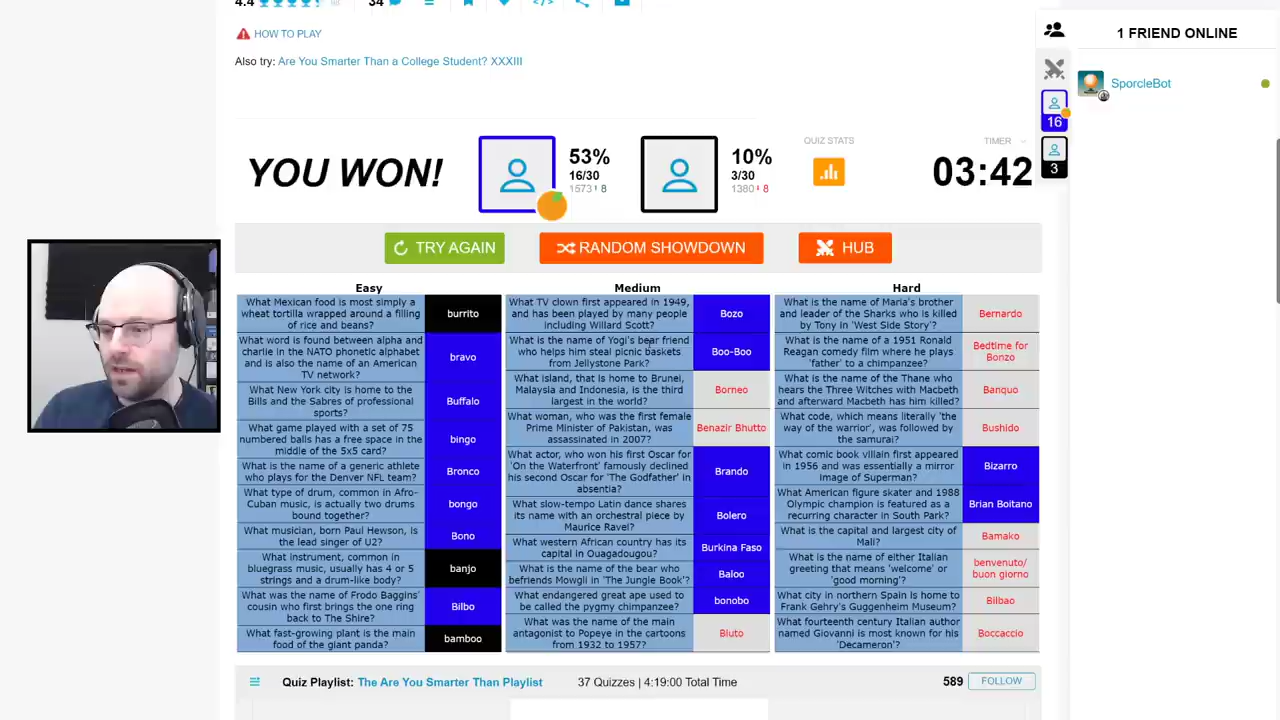 4.4
34
1 FRIEND ONLINE
HOW TO PLAY
Also try: Are You Smarter Than a College Student? XXXIII
SporcleBot
16
3
YOU WON!
53%
16/30
1573 8
10%
3/30
1380 8
QUIZ STATS
TIMER
03:42
TRY AGAIN
RANDOM SHOWDOWN
HUB
Easy
What Mexican food is most simply a
wheat tortilla wrapped around a filling
of rice and beans?
burrito
What word is found between alpha and
charlie in the NATO phonetic alphabet
and is also the name of an American
TV network?
bravo
What New York city is home to the
Bills and the Sabres of professional
sports?
Buffalo
What game played with a set of 75
numbered balls has a free space in the
middle of the 5x5 card?
bingo
What is the name of a generic athlete
who plays for the Denver NFL team?
Bronco
What type of drum, common in Afro-
Cuban music, is actually two drums
bound together?
bongo
What musician, born Paul Hewson, is
the lead singer of U2?
Bono
What instrument, common in
bluegrass music, usually has 4 or 5
strings and a drum-like body?
banjo
What was the name of Frodo Baggins'
cousin who first brings the one ring
back to The Shire?
Bilbo
What fast-growing plant is the main
food of the giant panda?
bamboo
Medium
What TV clown first appeared in 1949,
and has been played by many people
including Willard Scott?
Bozo
What is the name of Yogi's bear friend
who helps him steal picnic baskets
from Jellystone Park?
Boo-Boo
What island, that is home to Brunei,
Malaysia and Indonesia, is the third
largest in the world?
Borneo
What woman, who was the first female
Prime Minister of Pakistan, was
assassinated in 2007?
Benazir Bhutto
What actor, who won his first Oscar for
'On the Waterfront' famously declined
his second Oscar for 'The Godfather' in
absentia?
Brando
What slow-tempo Latin dance shares
its name with an orchestral piece by
Maurice Ravel?
Bolero
What western African country has its
capital in Ouagadougou?
Burkina Faso
What is the name of the bear who
befriends Mowgli in 'The Jungle Book'?
Baloo
What endangered great ape used to
be called the pygmy chimpanzee?
bonobo
What was the name of the main
antagonist to Popeye in the cartoons
from 1932 to 1957?
Bluto
Hard
What is the name of Maria's brother
and leader of the Sharks who is killed
by Tony in 'West Side Story'?
Bernardo
What is the name of a 1951 Ronald
Reagan comedy film where he plays
'father' to a chimpanzee?
Bedtime for
Bonzo
What is the name of the Thane who
hears the Three Witches with Macbeth
and afterward Macbeth has him killed?
Banquo
What code, which means literally 'the
way of the warrior', was followed by
the samurai?
Bushido
What comic book villain first appeared
in 1956 and was essentially a mirror
image of Superman?
Bizarro
What American figure skater and 1988
Olympic champion is featured as a
recurring character in South Park?
Brian Boitano
What is the capital and largest city of
Mali?
Bamako
What is the name of either Italian
greeting that means 'welcome' or
'good morning'?
benvenuto/
buon giorno
What city in northern Spain is home to
Frank Gehry's Guggenheim Museum?
Bilbao
What fourteenth century Italian author
named Giovanni is most known for his
'Decameron'?
Boccaccio
Quiz Playlist: The Are You Smarter Than Playlist
37 Quizzes | 4:19:00 Total Time
589
FOLLOW